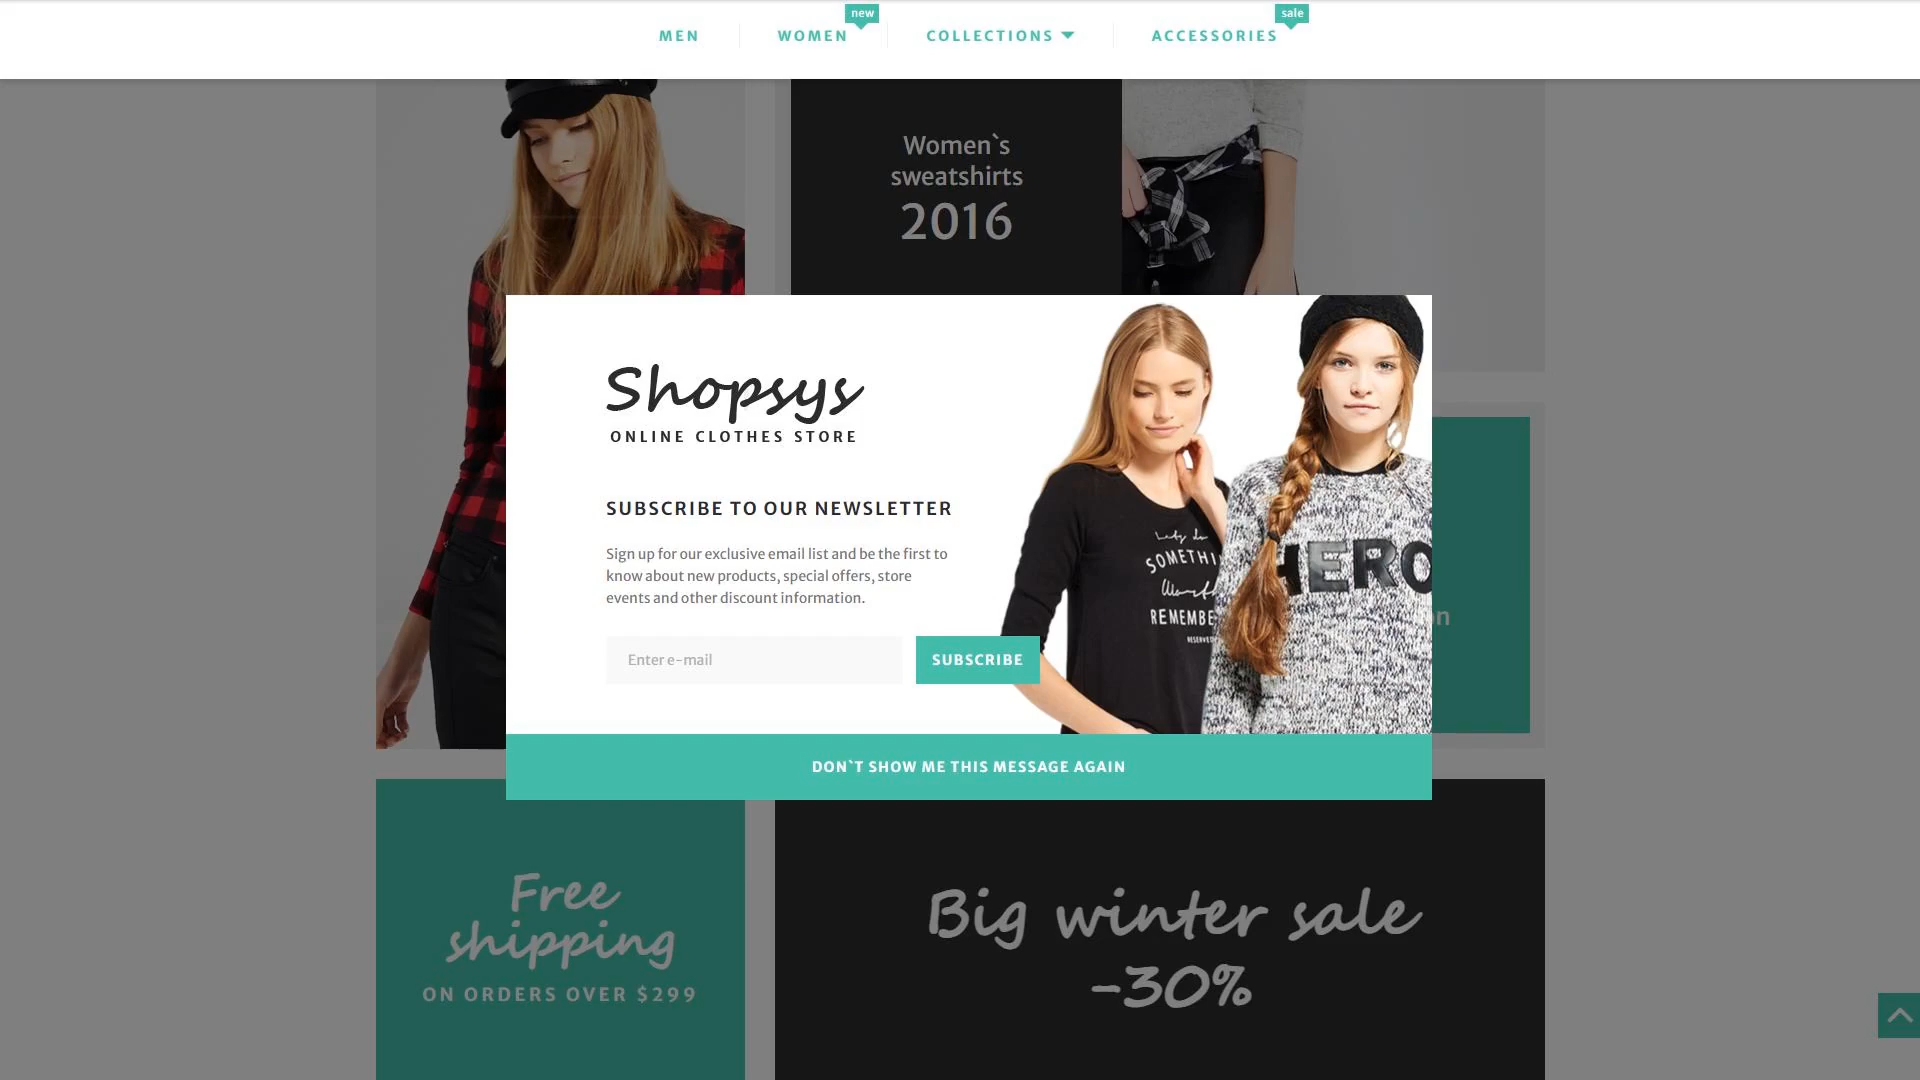 new
sale
MEN
WOMEN
COLLECTIONS
ACCESSORIES
Women`s
sweatshirts
2016
Shopsys
ONLINE CLOTHES STORE
SUBSCRIBE TO OUR NEWSLETTER
Sign up for our exclusive email list and be the first to
know about new products, special offers, store
events and other discount information.
Enter e-mail
SUBSCRIBE
SOMETHI
REMEMBE
HERO
on
DON`T SHOW ME THIS MESSAGE AGAIN
Free
shipping
ON ORDERS OVER $299
Big winter sale
-30%